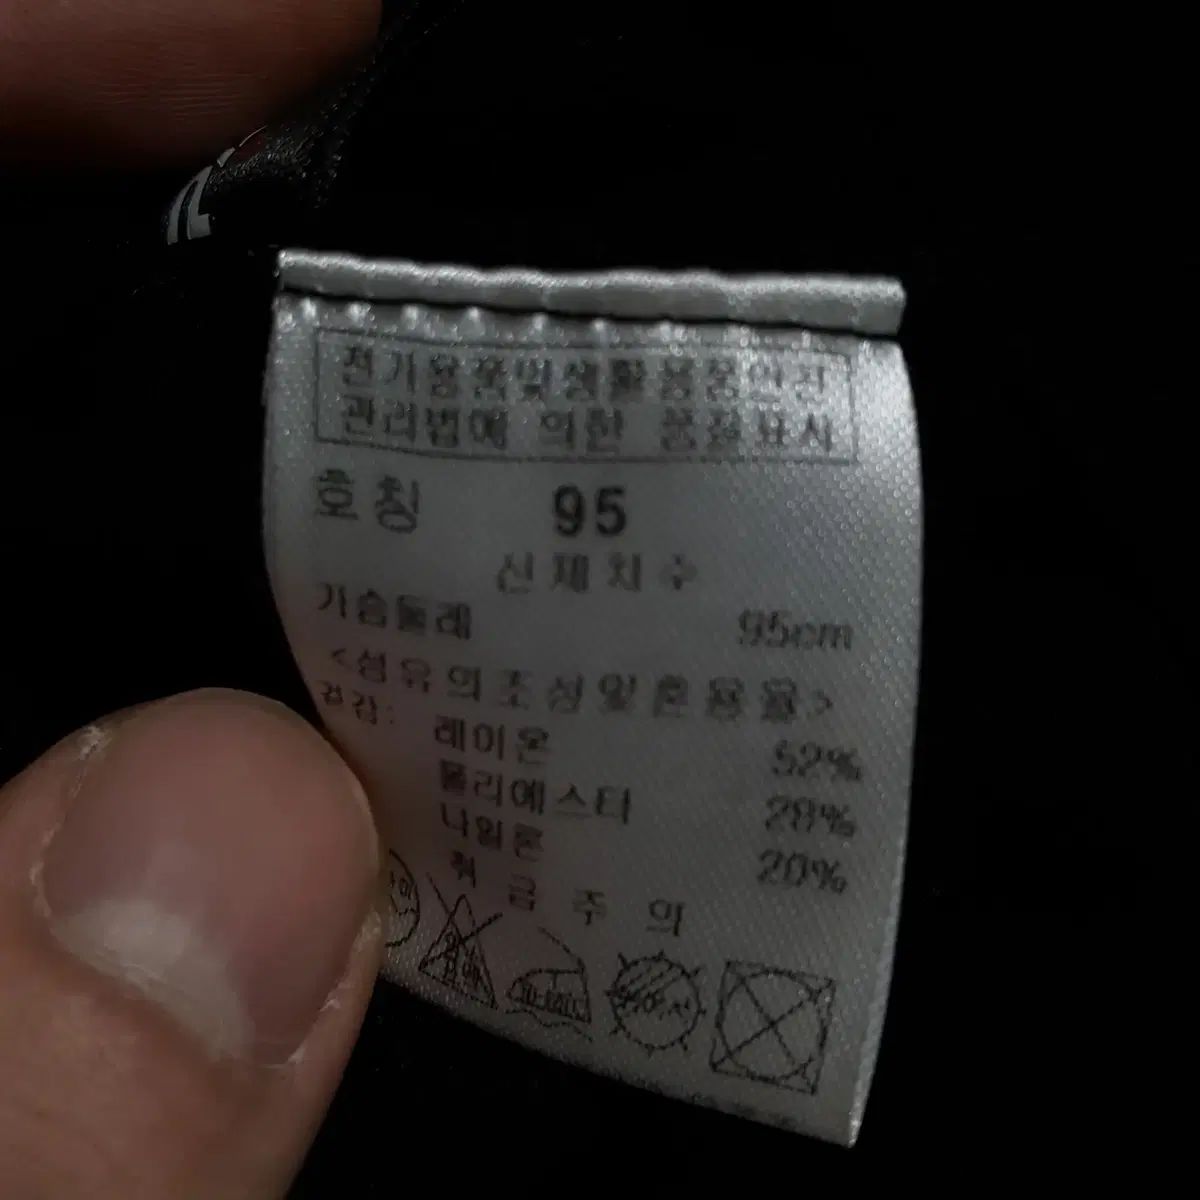 전기용품및생활용품안전
관리법에 의한 품질표시
호칭 95
신체치수
가슴둘레 95cm
<섬유의조성및혼용율>
겉감: 레이온 52%
폴리에스터 28%
나일론 20%
취급주의